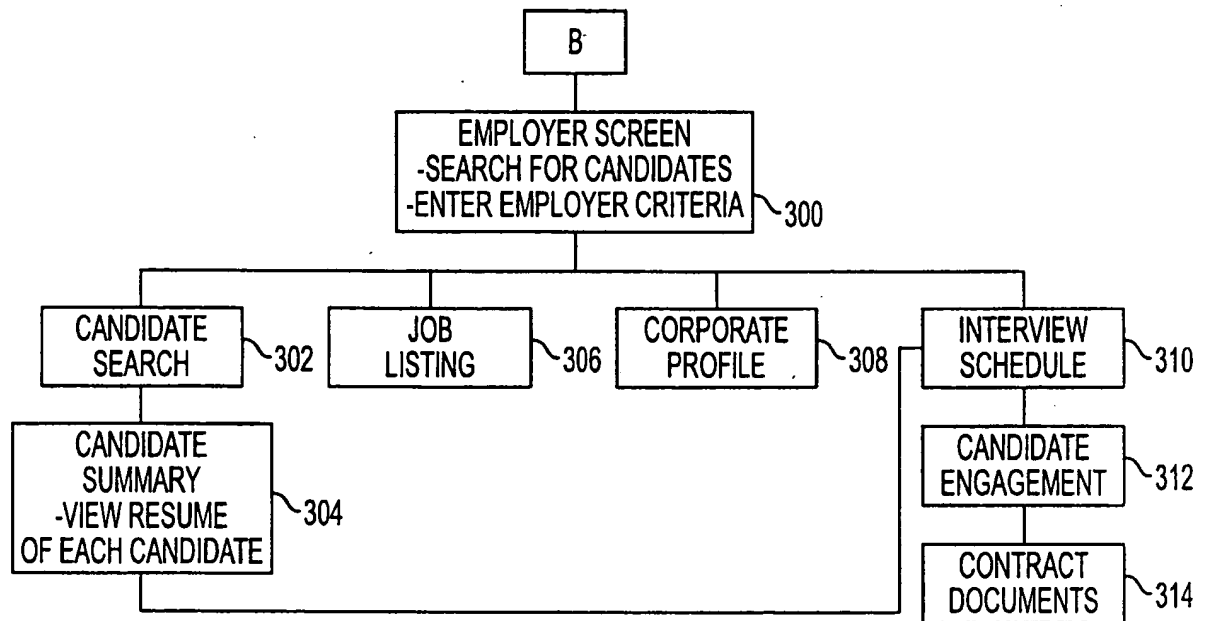 B
EMPLOYER SCREEN
-SEARCH FOR CANDIDATES
-ENTER EMPLOYER CRITERIA
300
CANDIDATE
SEARCH
302
JOB
LISTING
306
CORPORATE
PROFILE
308
INTERVIEW
SCHEDULE
310
CANDIDATE
SUMMARY
-VIEW RESUME
OF EACH CANDIDATE
304
CANDIDATE
ENGAGEMENT
312
CONTRACT
DOCUMENTS
314